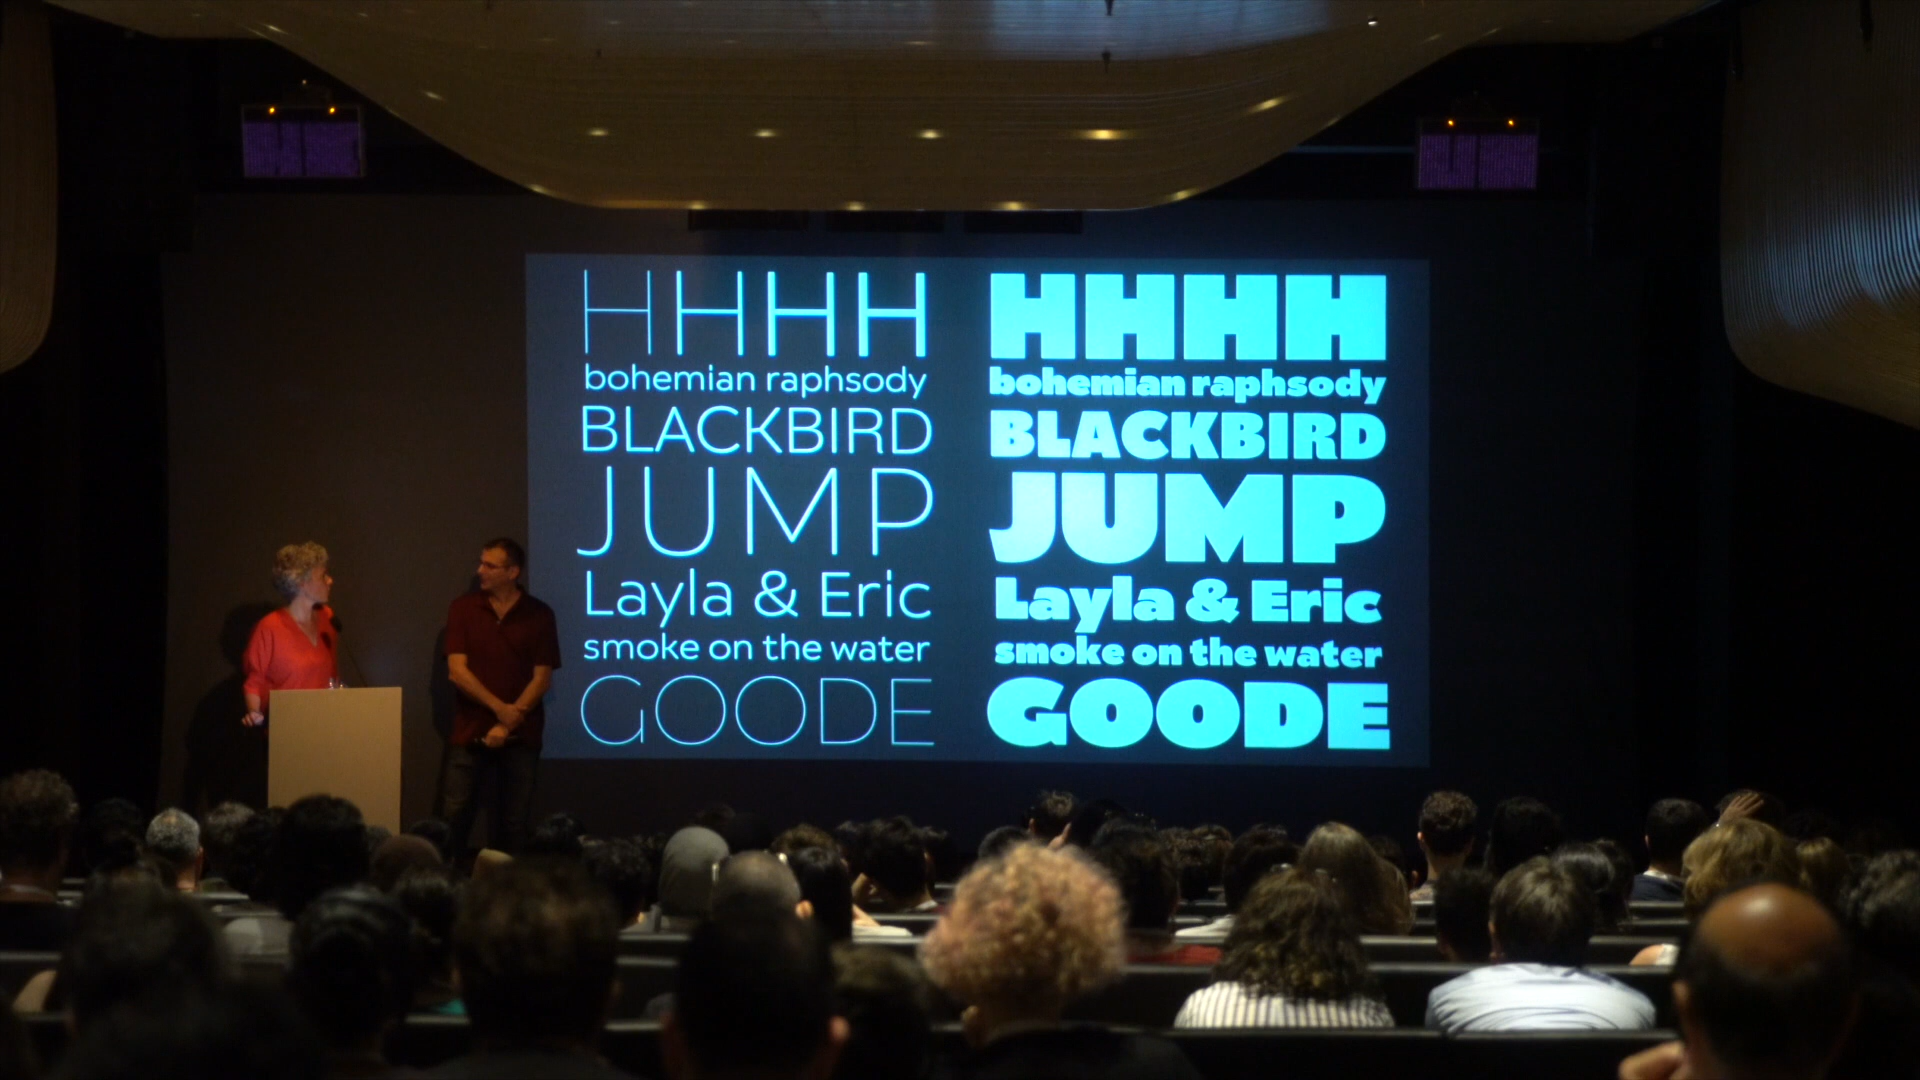 HHHH
bohemian raphsody
BLACKBIRD
JUMP
Layla & Eric
smoke on the water
GOODE
HHHH
bohemian raphsody
BLACKBIRD
JUMP
Layla & Eric
smoke on the water
GOODE